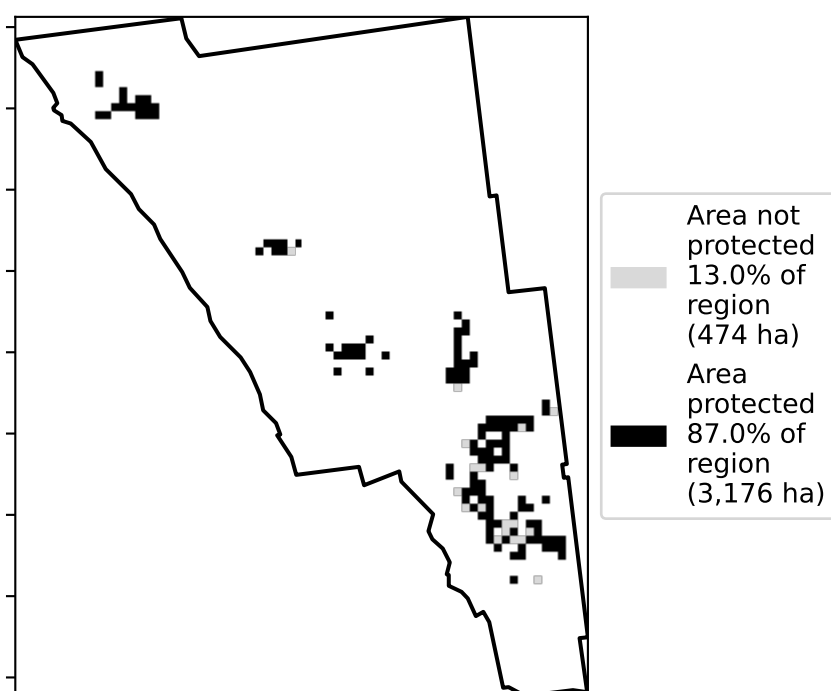 Area not
protected
13.0% of
region
(474 ha)
Area
protected
87.0% of
region
(3,176 ha)